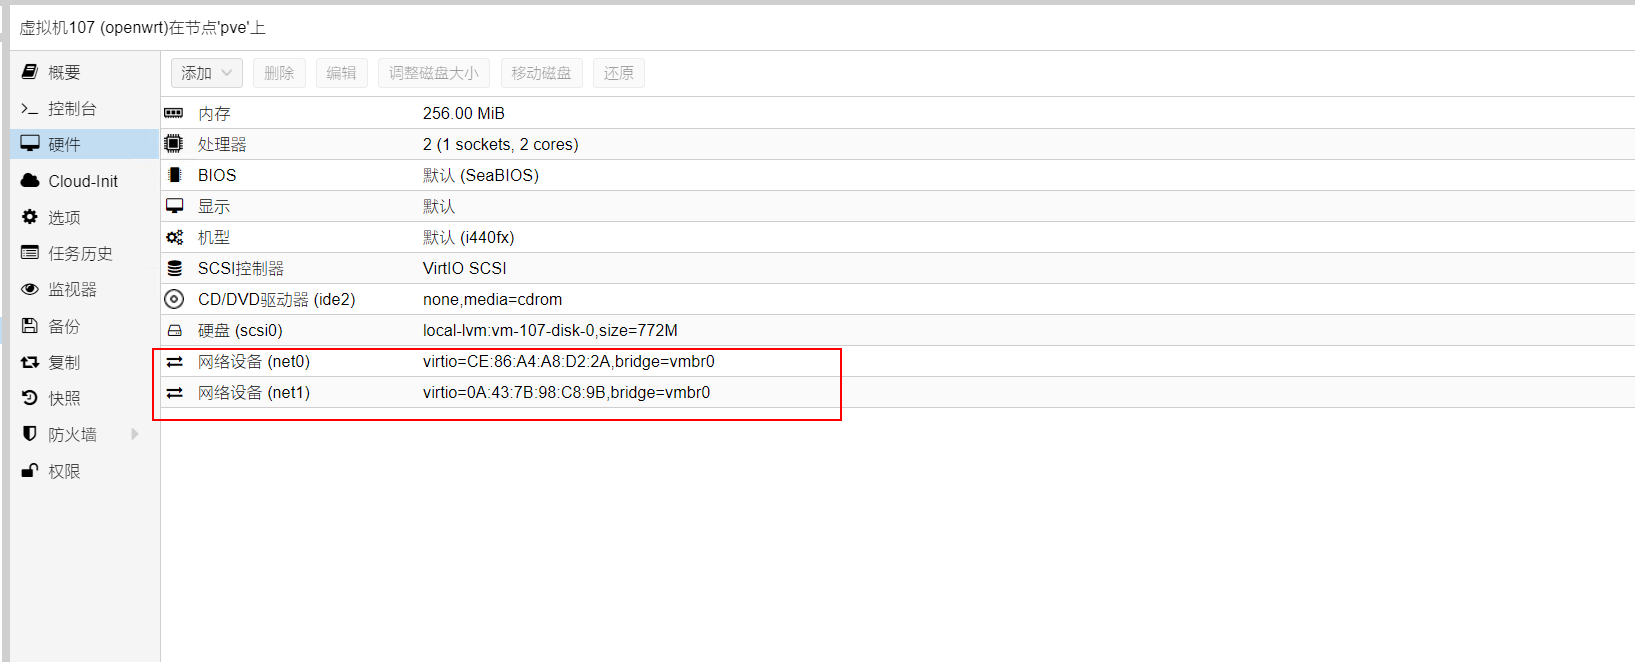 虚拟机107 (openwrt)在节点'pve'上
概要
控制台
硬件
Cloud-Init
选项
任务历史
监视器
备份
复制
快照
防火墙
权限
添加 删除 编辑 调整磁盘大小 移动磁盘 还原
内存 256.00 MiB
处理器 2 (1 sockets, 2 cores)
BIOS 默认 (SeaBIOS)
显示 默认
机型 默认 (i440fx)
SCSI控制器 VirtIO SCSI
CD/DVD驱动器 (ide2) none,media=cdrom
硬盘 (scsi0) local-lvm:vm-107-disk-0,size=772M
网络设备 (net0) virtio=CE:86:A4:A8:D2:2A,bridge=vmbr0
网络设备 (net1) virtio=0A:43:7B:98:C8:9B,bridge=vmbr0